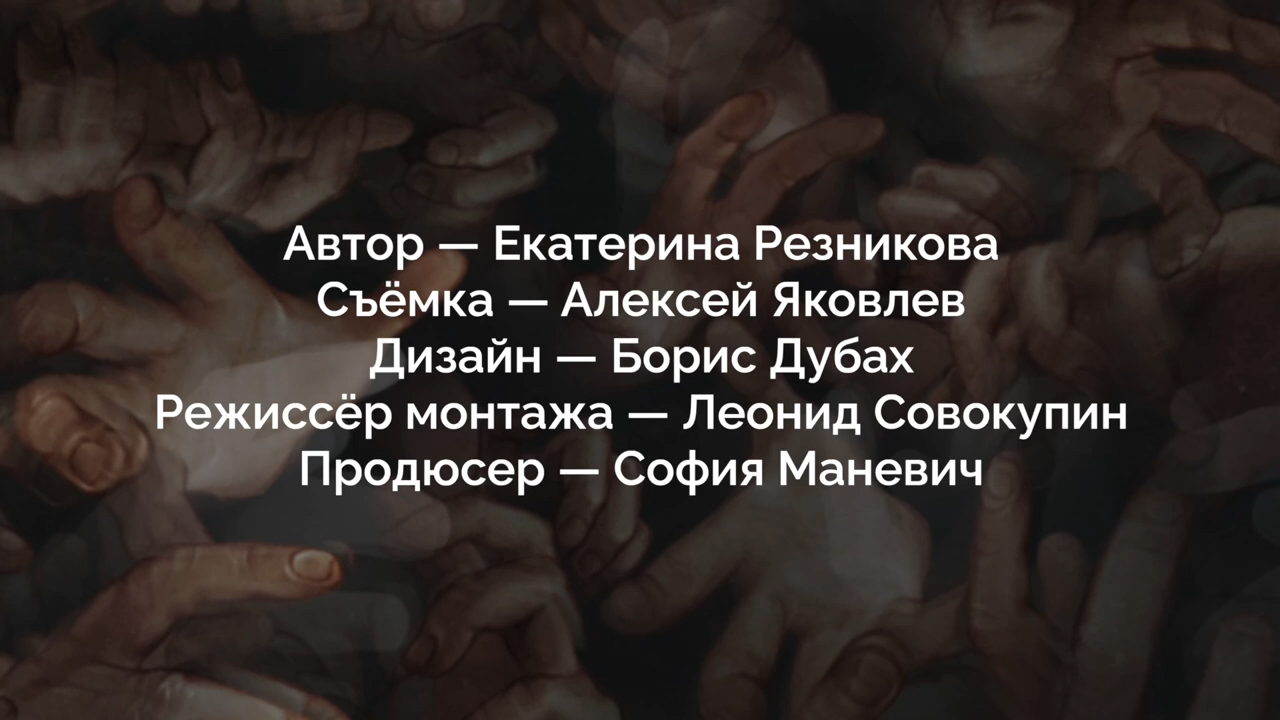 Автор — Екатерина Резникова
Съёмка — Алексей Яковлев
Дизайн — Борис Дубах
Режиссёр монтажа — Леонид Совокупин
Продюсер — София Маневич